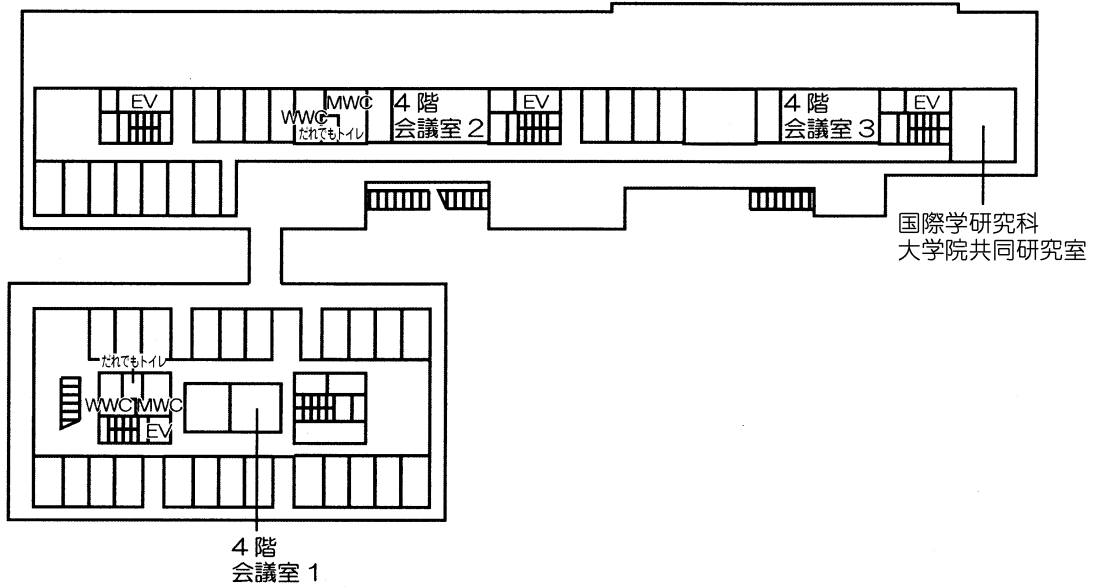 EV
MWC
WWC
だれでもトイレ
4階
会議室2
EV
4階
会議室3
EV
国際学研究科
大学院共同研究室
だれでもトイレ
WWC
MWC
EV
4階
会議室1